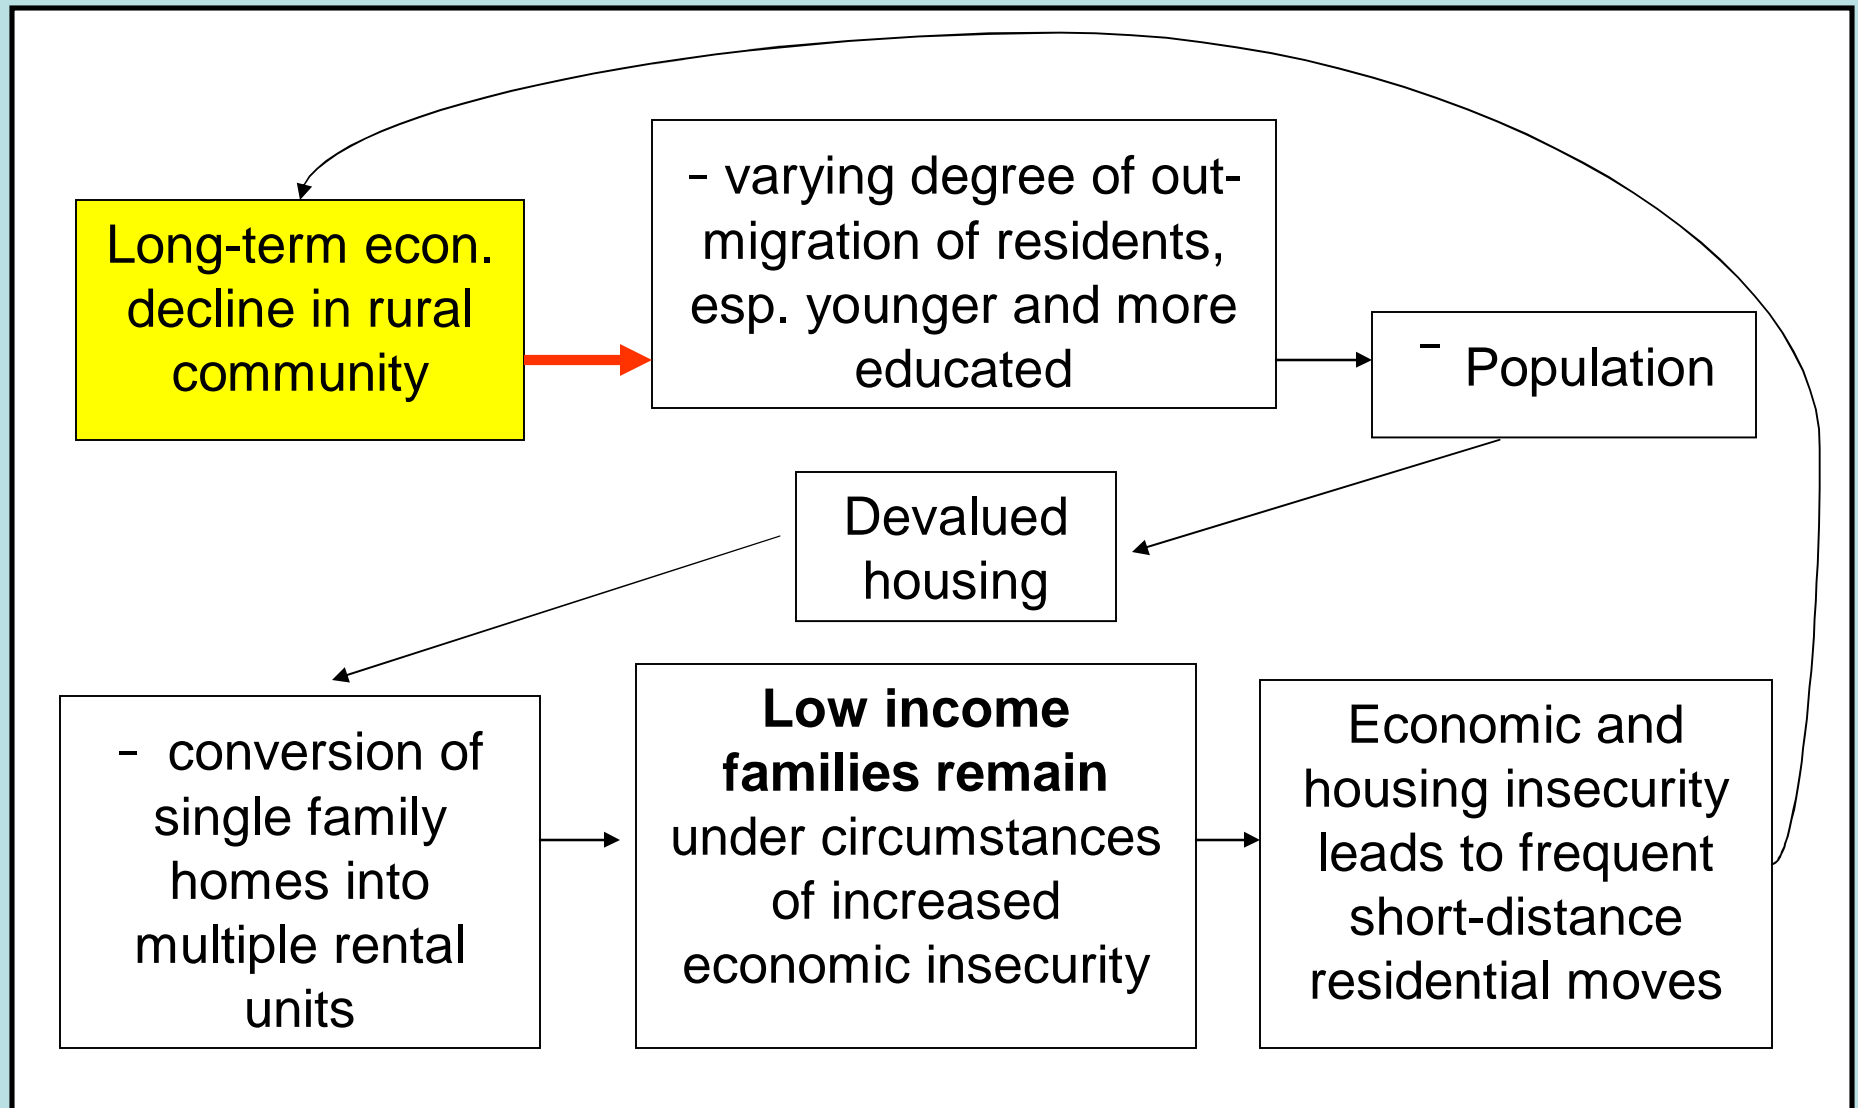 Long-term econ.
decline in rural
community
- varying degree of out-
migration of residents,
esp. younger and more
educated
- Population
Devalued
housing
- conversion of
single family
homes into
multiple rental
units
Low income
families remain
under circumstances
of increased
economic insecurity
Economic and
housing insecurity
leads to frequent
short-distance
residential moves